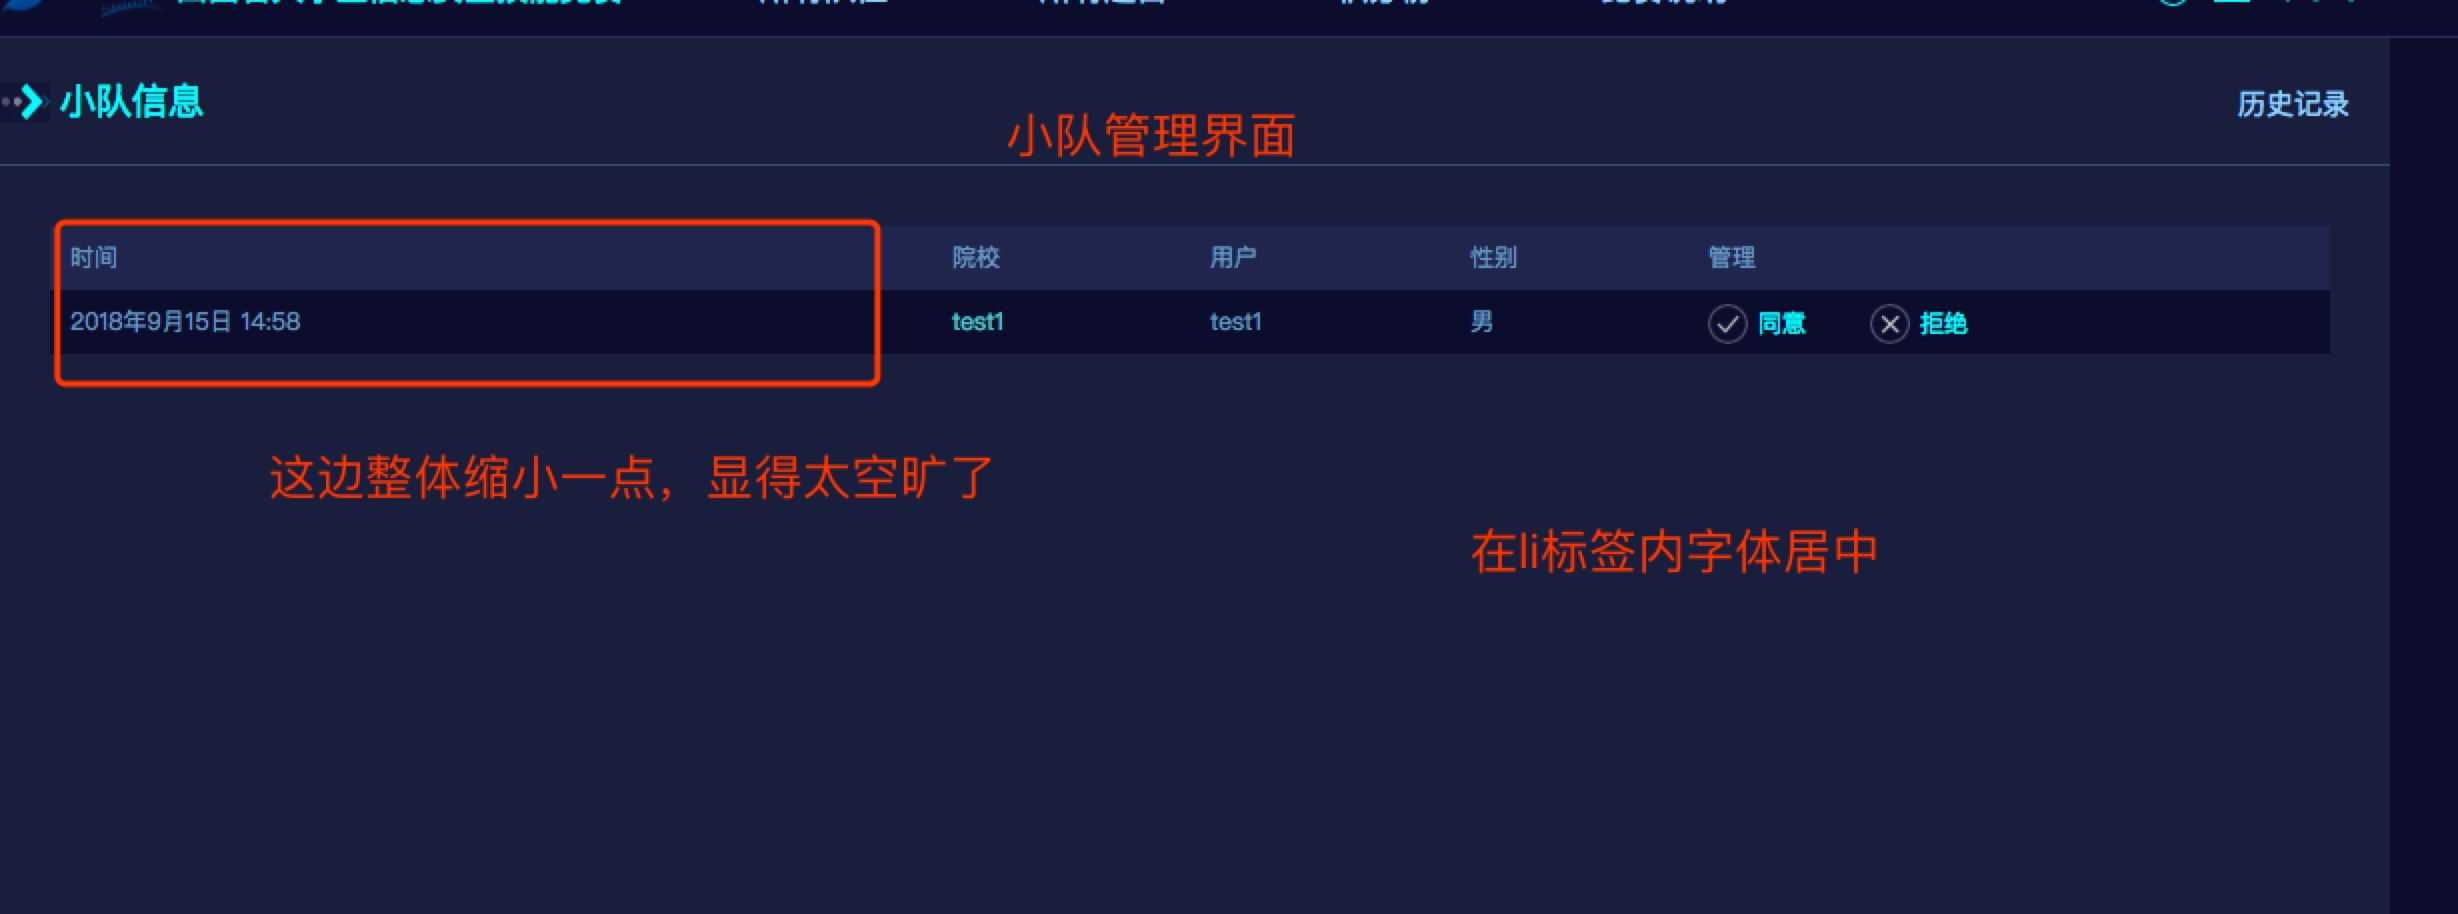 小队信息
历史记录
小队管理界面
时间 院校 用户 性别 管理
2018年9月15日 14:58 test1 test1 男 同意 拒绝
这边整体缩小一点，显得太空旷了
在li标签内字体居中